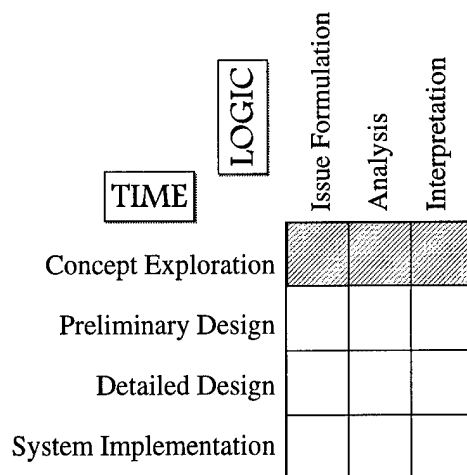 LOGIC
TIME
Issue Formulation
Analysis
Interpretation
Concept Exploration
Preliminary Design
Detailed Design
System Implementation